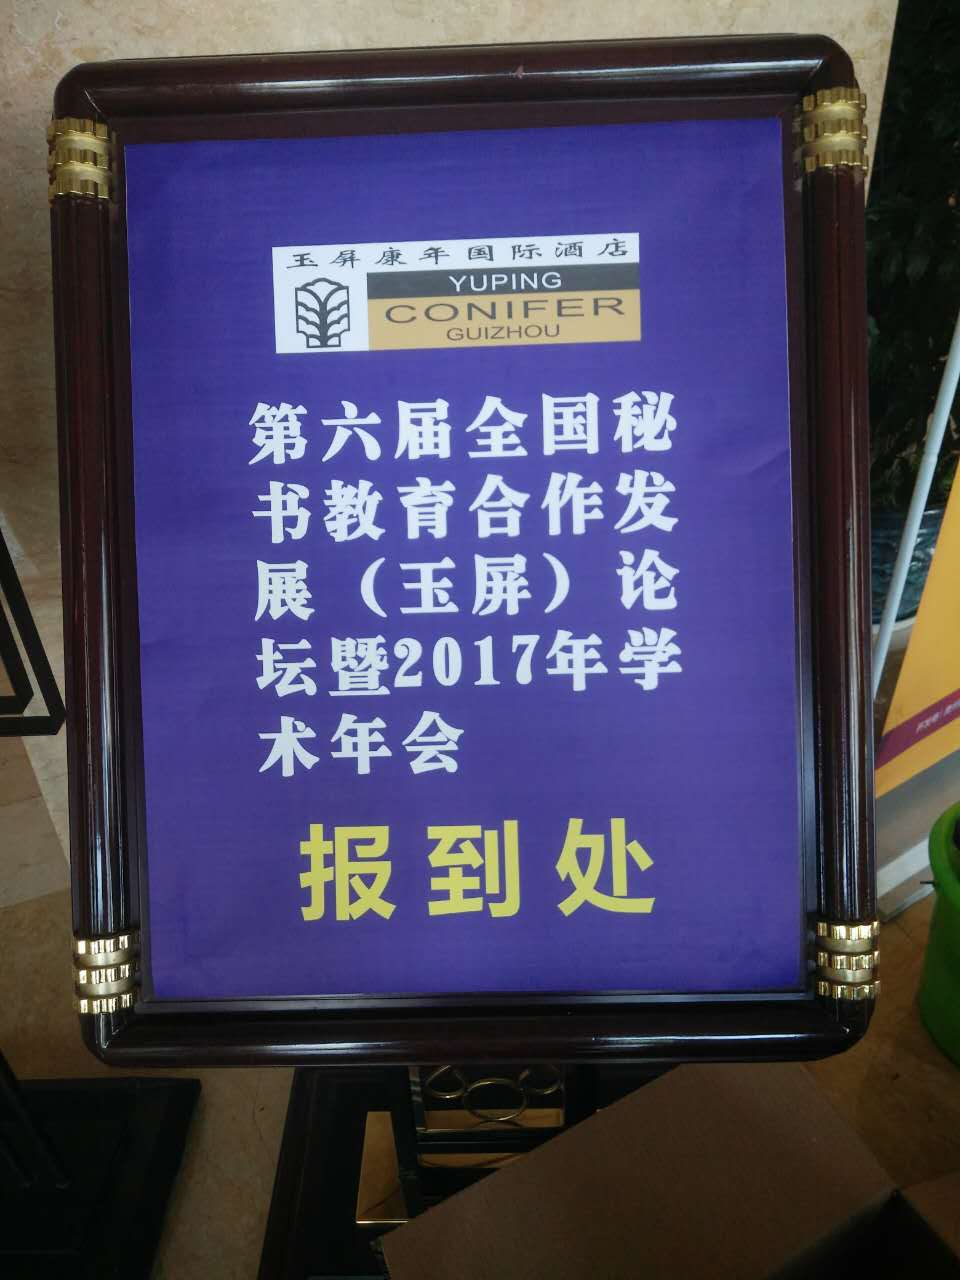 玉屏康年国际酒店
YUPING
CONIFER
GUIZHOU
第六届全国秘
书教育合作发
展（玉屏）论
坛暨2017年学
术年会
报到处